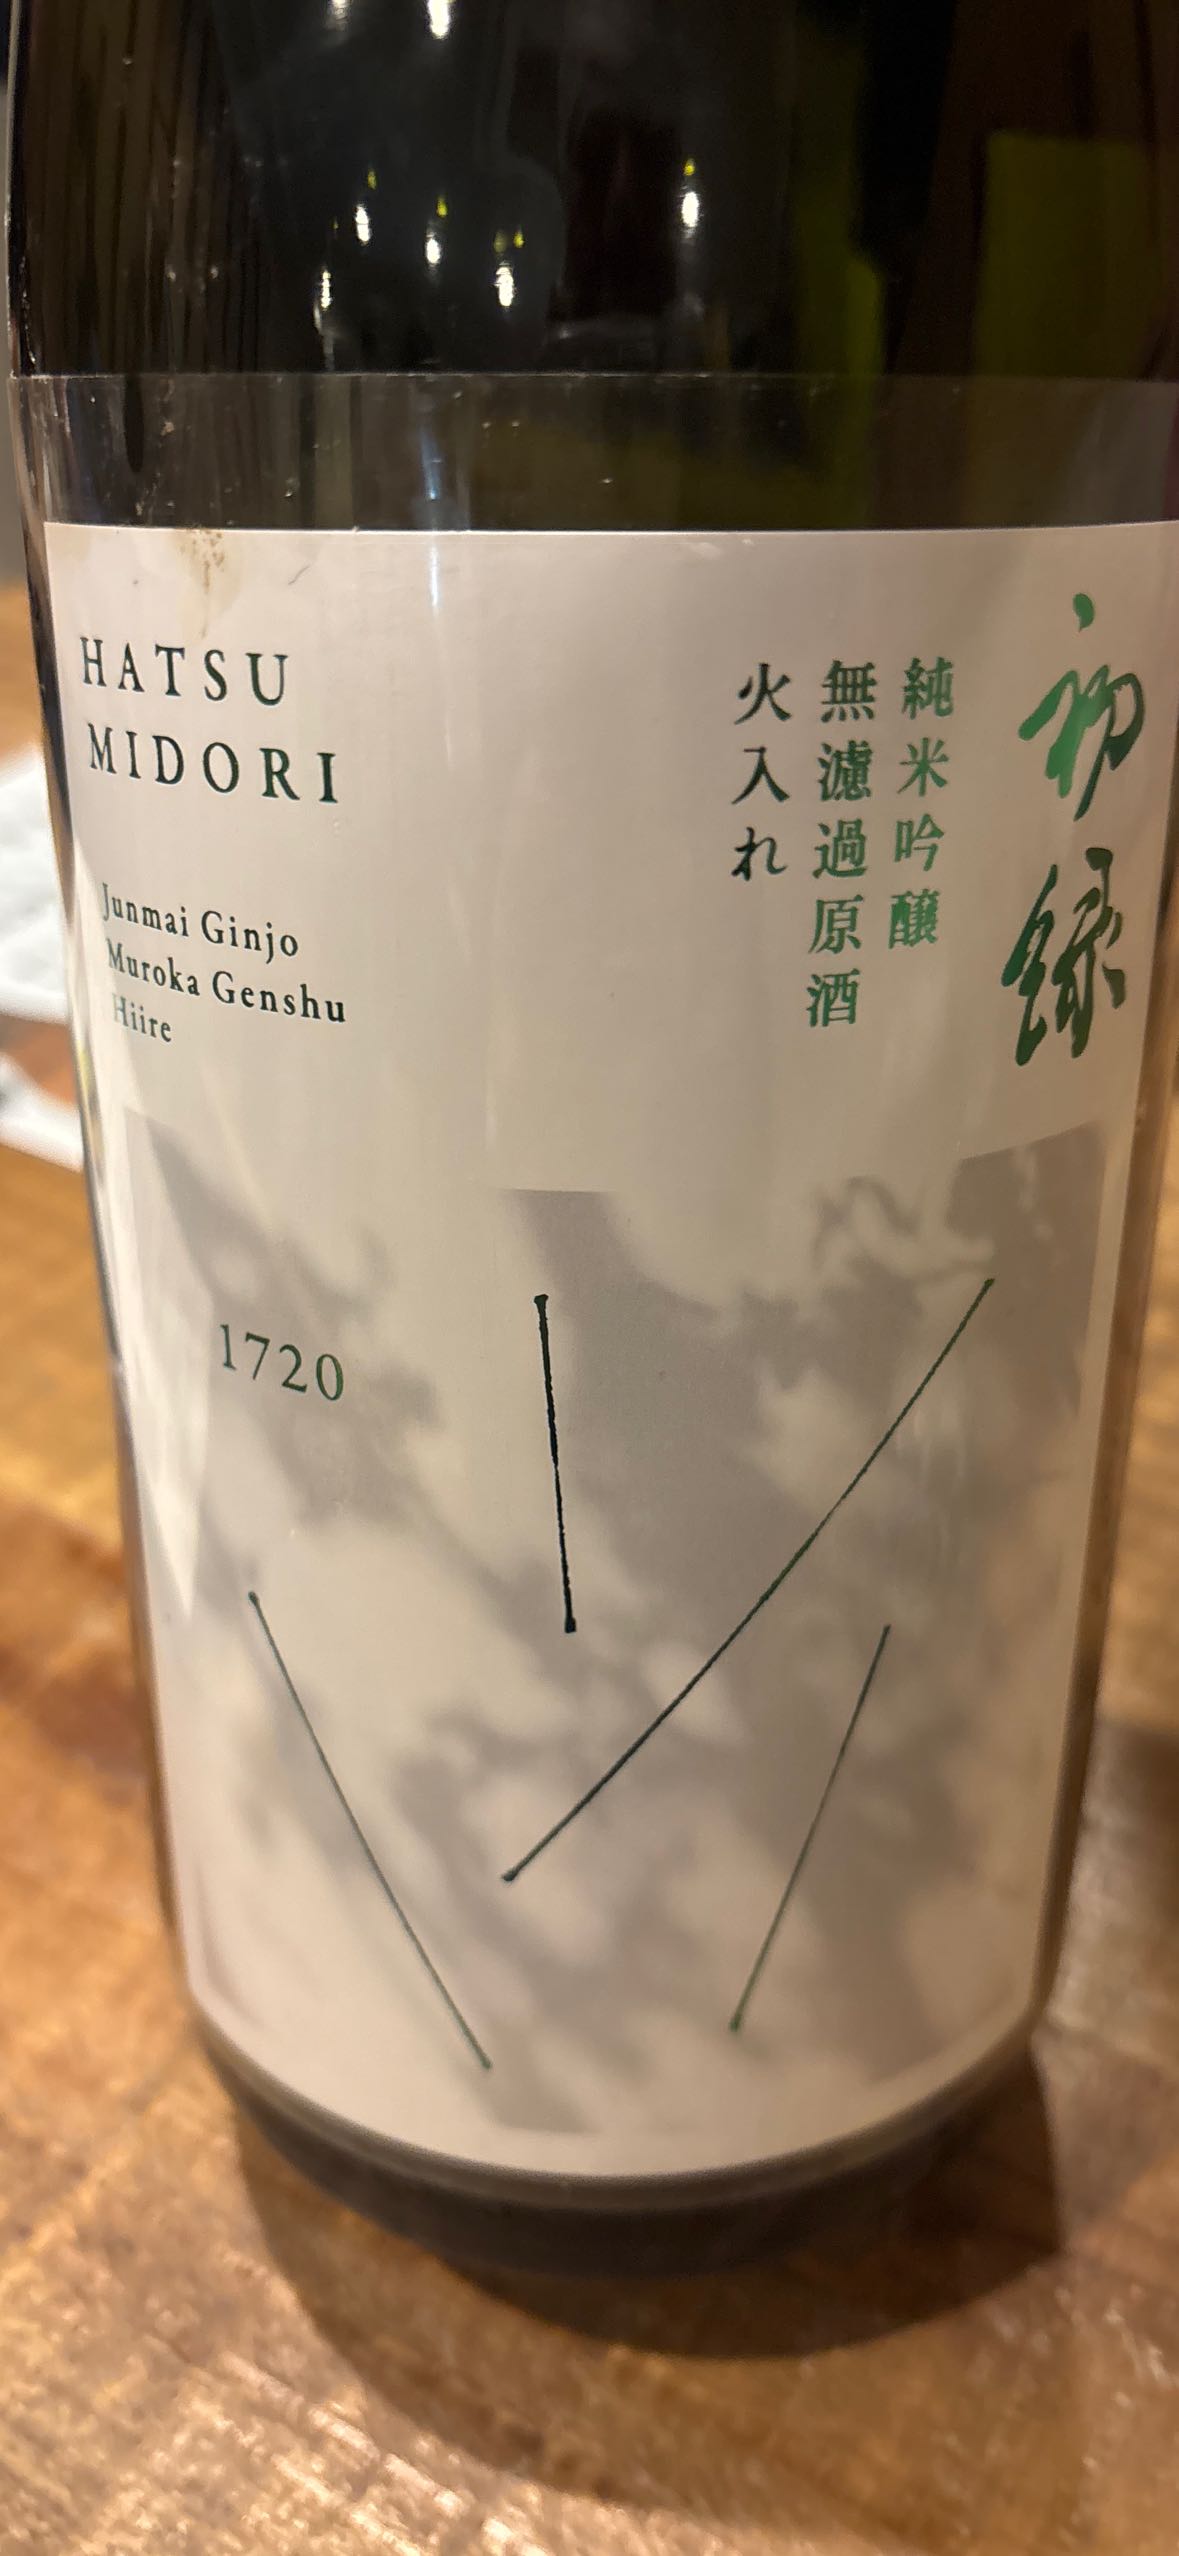 初緑
純米吟醸
無濾過原酒
火入れ
HATSU
MIDORI
Junmai Ginjo
Muroka Genshu
Hiire
1720